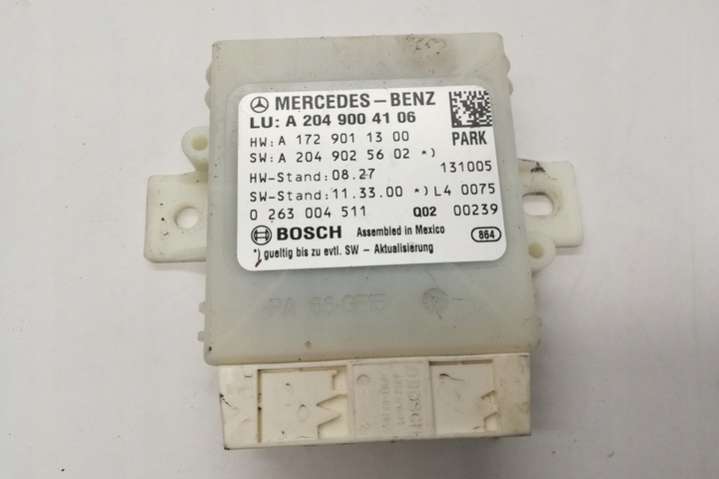 MERCEDES-BENZ
LU: A 204 900 41 06
HW: A 172 901 13 00 PARK
SW: A 204 902 56 02 *)
HW-Stand: 08.27 131005
SW-Stand: 11.33.00 *) L4 0075
0 263 004 511 Q02 00239
BOSCH Assembled in Mexico 864
*) gueltig bis zu evtl. SW - Aktualisierung
BOSCH